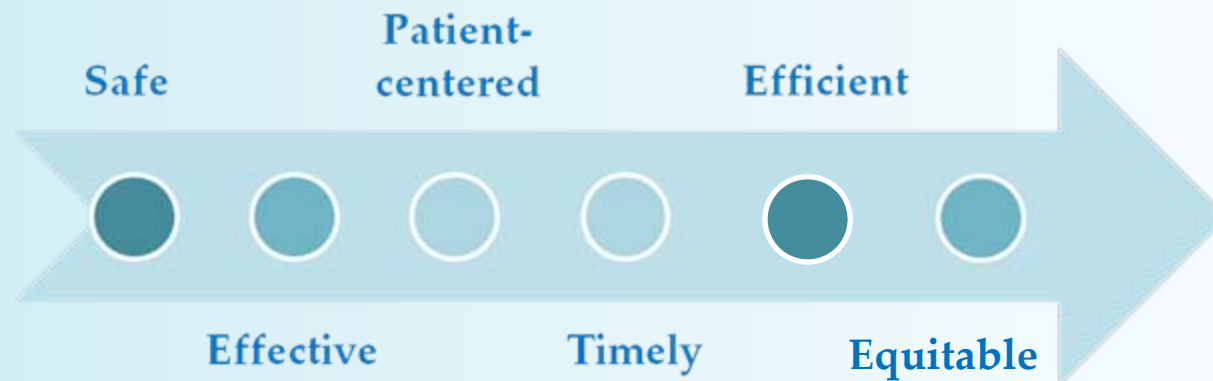 Safe
Effective
Patient-
centered
Timely
Efficient
Equitable